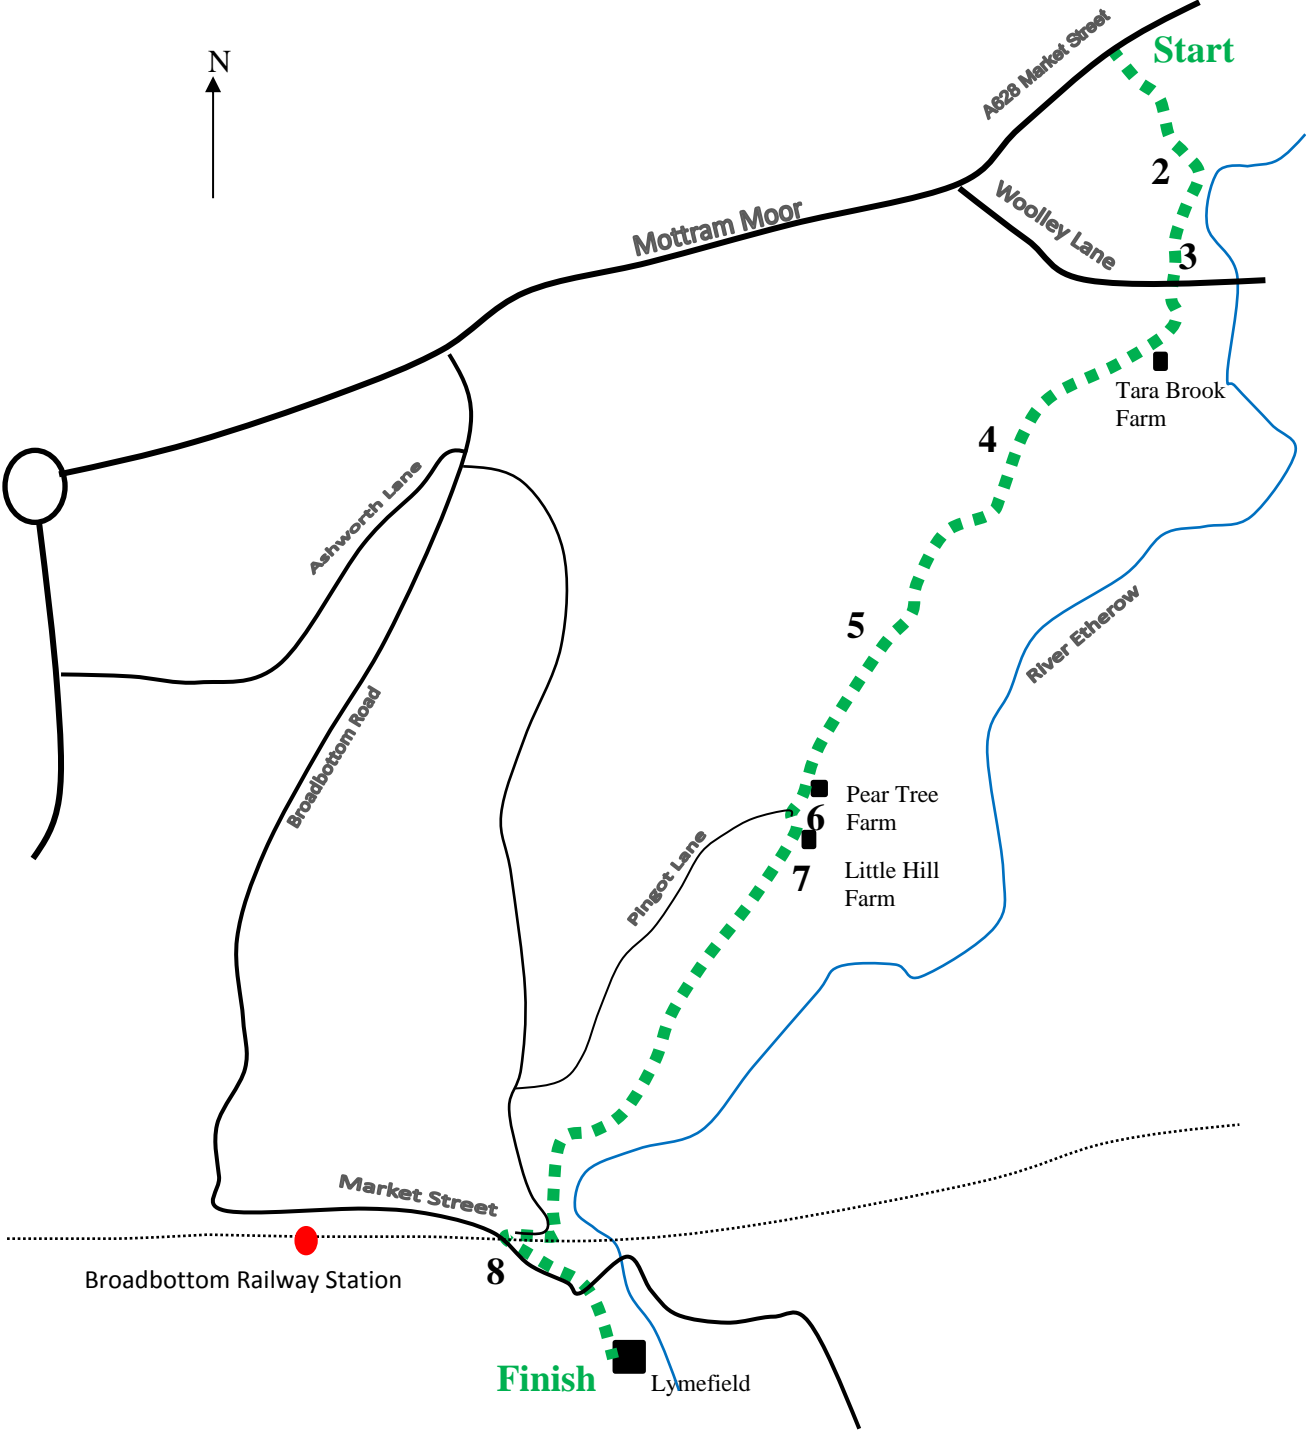 N
A628 Market Street
Start
2
Woolley Lane
Mottram Moor
3
Tara Brook
Farm
4
Ashworth Lane
5
River Etherow
Broadbottom Road
Pear Tree
Farm
6
Pingot Lane
7
Little Hill
Farm
Market Street
8
Broadbottom Railway Station
Finish
Lymefield